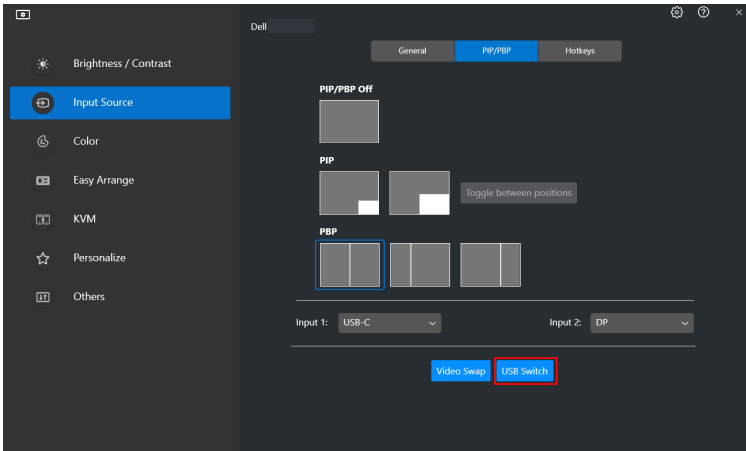 Dell
General PIP/PBP Hotkeys
Brightness / Contrast
Input Source
Color
Easy Arrange
KVM
Personalize
Others
PIP/PBP Off
PIP
Toggle between positions
PBP
Input 1: USB-C Input 2: DP
Video Swap USB Switch